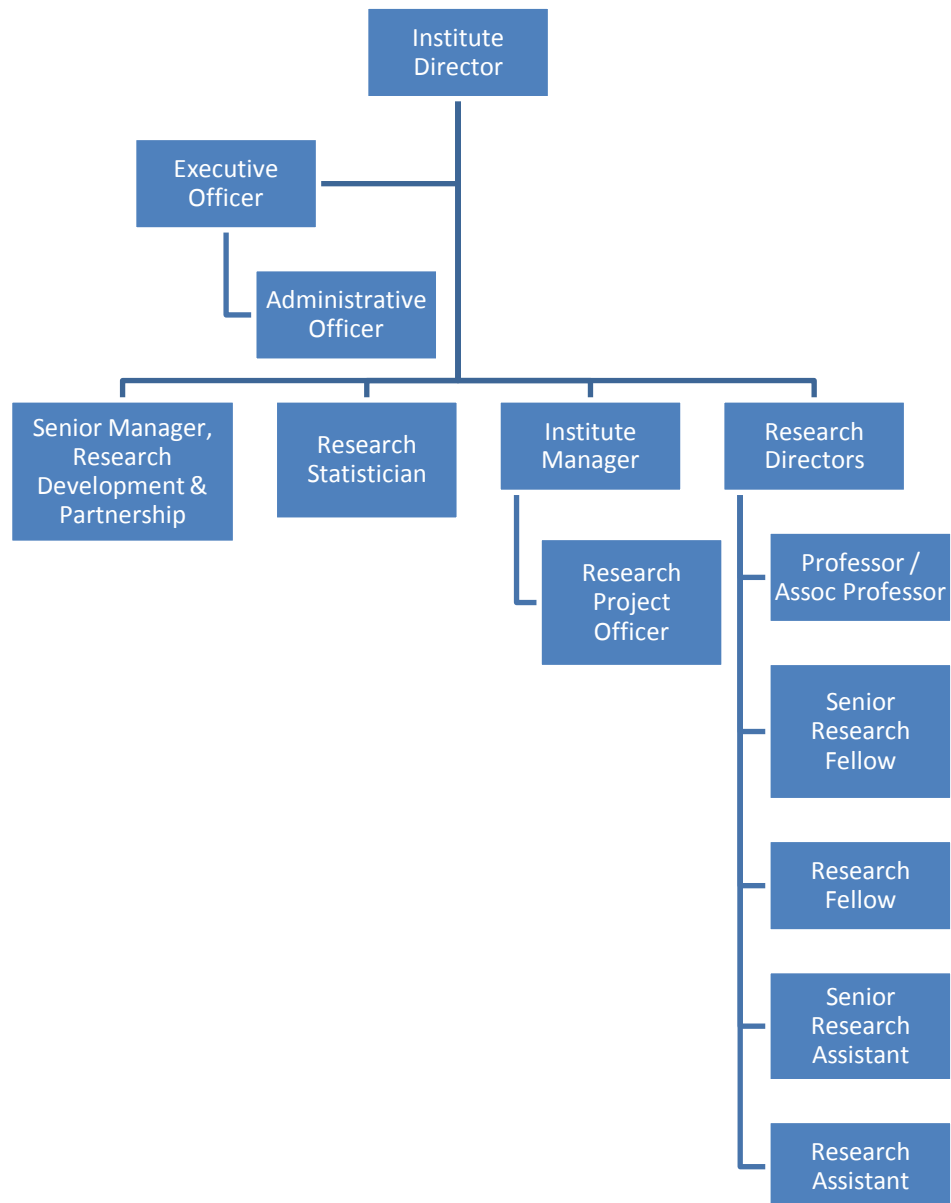 Institute
Director
Executive
Officer
Administrative
Officer
Senior Manager,
Research
Development &
Partnership
Research
Statistician
Institute
Manager
Research
Directors
Research
Project
Officer
Professor /
Assoc Professor
Senior
Research
Fellow
Research
Fellow
Senior
Research
Assistant
Research
Assistant